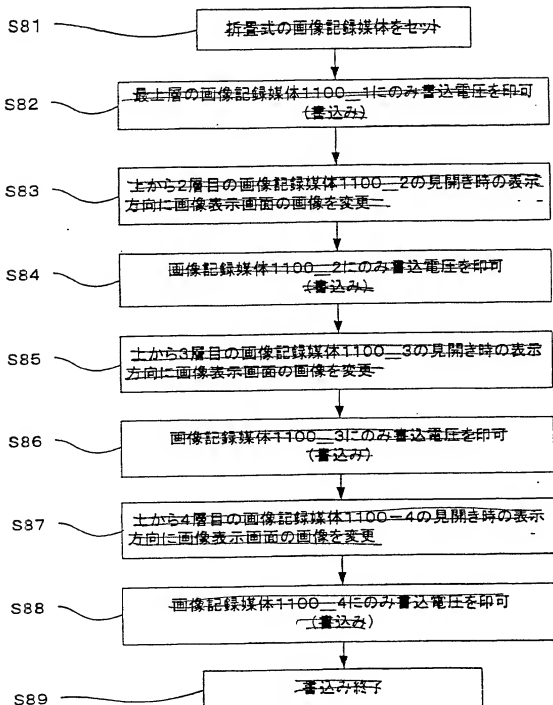 S81
折畳式の画像記録媒体をセット
S82
最上層の画像記録媒体1100__1にのみ書込電圧を印可
(書込み)
S83
上から2層目の画像記録媒体1100__2の見開き時の表示
方向に画像表示画面の画像を変更
S84
画像記録媒体1100__2にのみ書込電圧を印可
(書込み)
S85
上から3層目の画像記録媒体1100__3の見開き時の表示
方向に画像表示画面の画像を変更
S86
画像記録媒体1100__3にのみ書込電圧を印可
(書込み)
S87
上から4層目の画像記録媒体1100-4の見開き時の表示
方向に画像表示画面の画像を変更
S88
画像記録媒体1100__4にのみ書込電圧を印可
(書込み)
S89
書込み終了